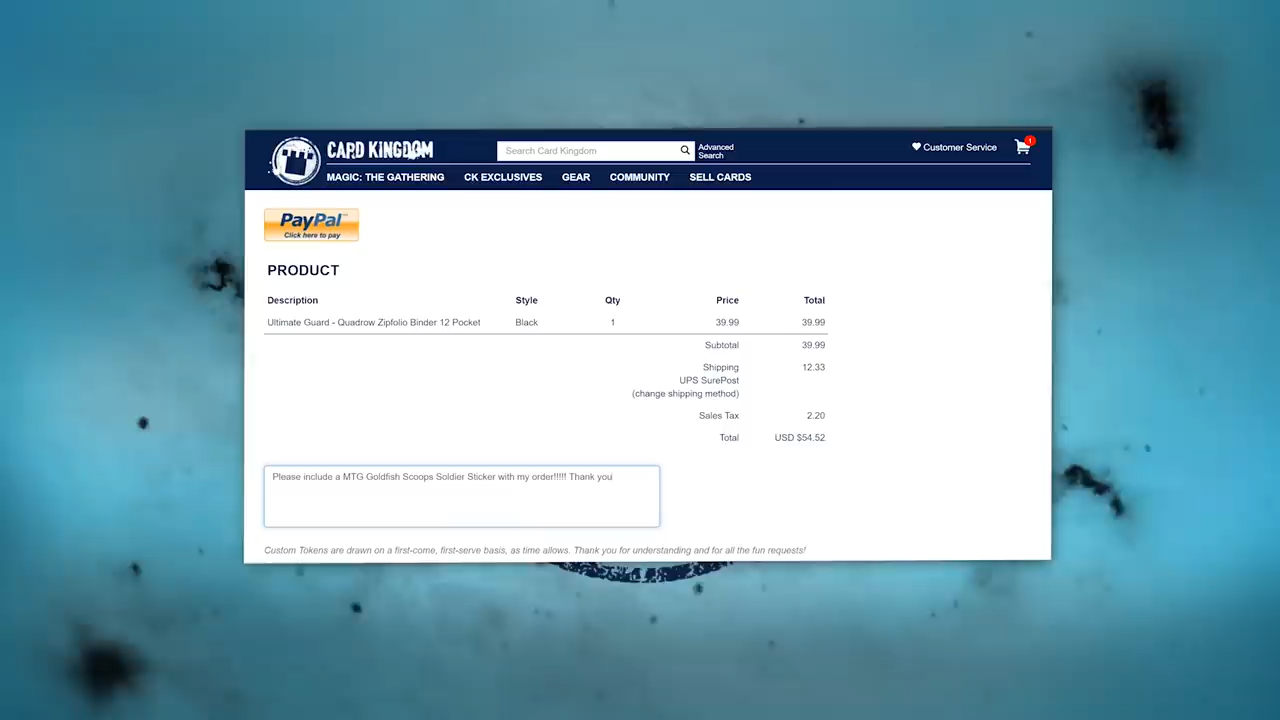 CARD KINGDOM
Search Card Kingdom
Advanced
Search
Customer Service
1
MAGIC: THE GATHERING CK EXCLUSIVES GEAR COMMUNITY SELL CARDS
PayPal™
Click here to pay
PRODUCT
Description Style Qty Price Total
Ultimate Guard - Quadrow Zipfolio Binder 12 Pocket Black 1 39.99 39.99
Subtotal 39.99
Shipping 12.33
UPS SurePost
(change shipping method)
Sales Tax 2.20
Total USD $54.52
Please include a MTG Goldfish Scoops Soldier Sticker with my order!!!!! Thank you
Custom Tokens are drawn on a first-come, first-serve basis, as time allows. Thank you for understanding and for all the fun requests!